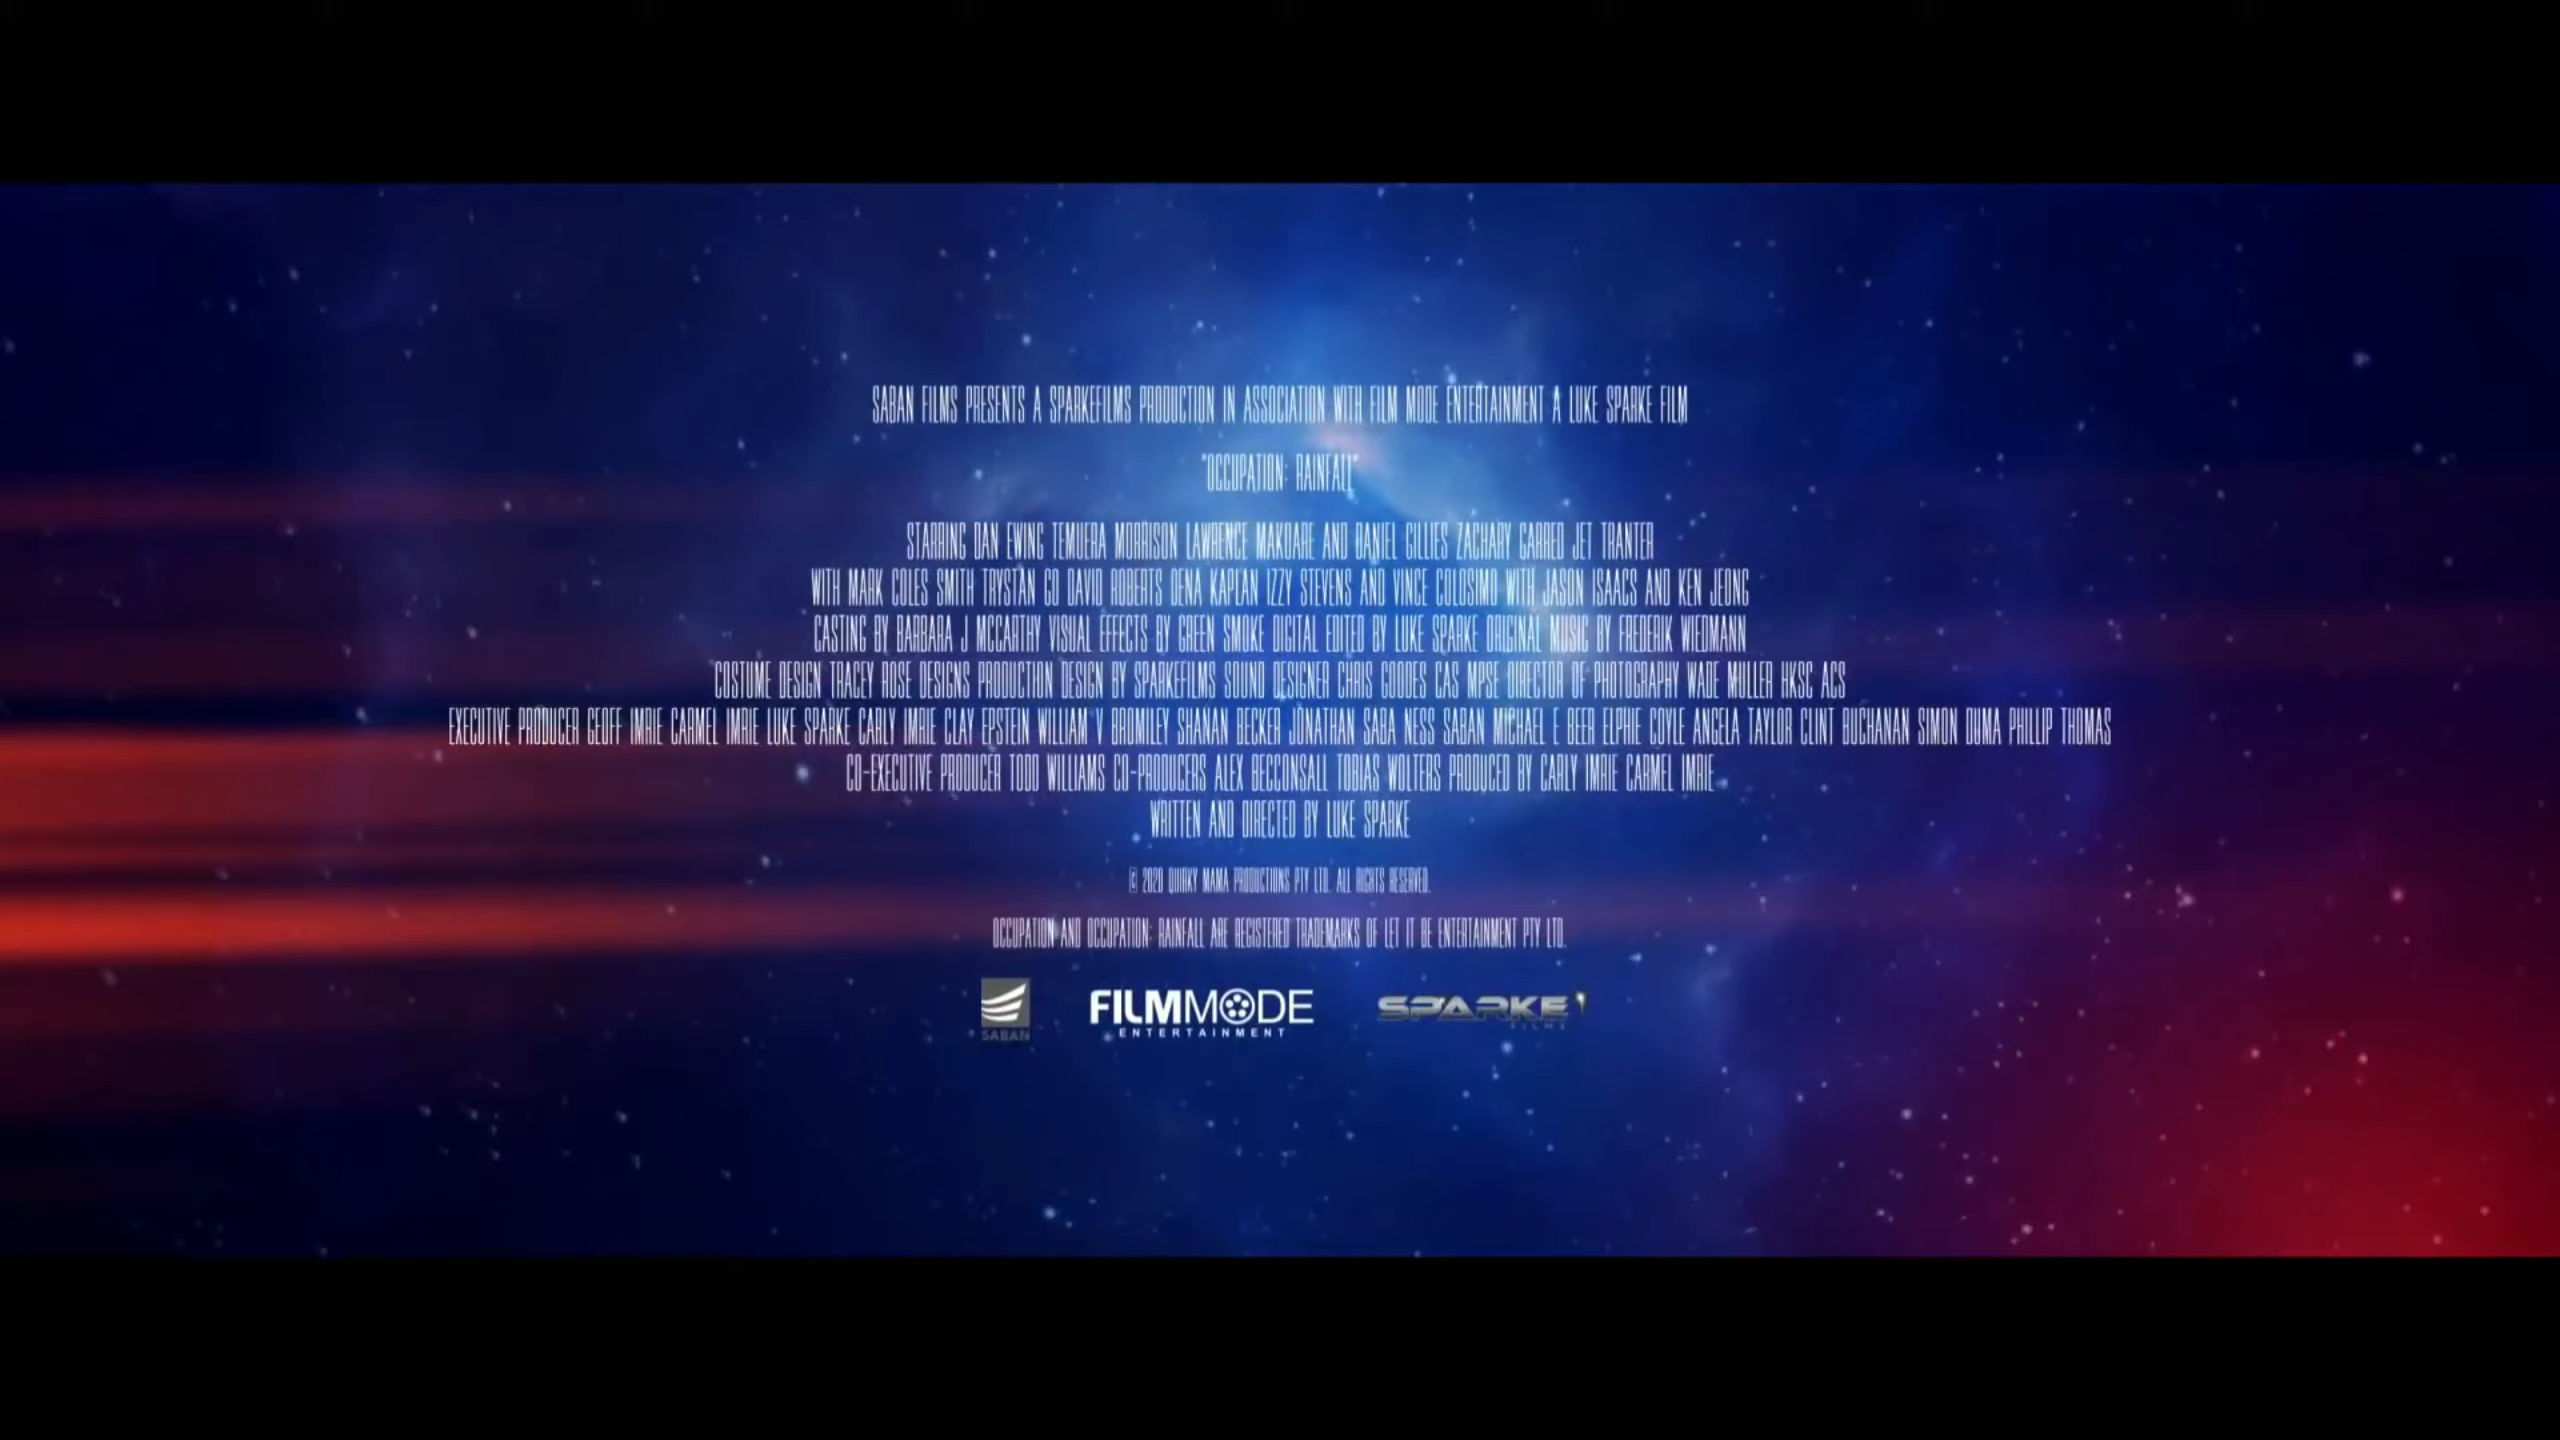 SABAN FILMS PRESENTS A SPARKEFILMS PRODUCTION IN ASSOCIATION WITH FILM MODE ENTERTAINMENT A LUKE SPARKE FILM
"OCCUPATION: RAINFALL"
STARRING DAN EWING TEMUERA MORRISON LAWRENCE MAKOARE AND DANIEL GILLIES ZACHARY GARRED JET TRANTER
WITH MARK COLES SMITH TRYSTAN GO DAVID ROBERTS DENA KAPLAN IZZY STEVENS AND VINCE COLOSIMO WITH JASON ISAACS AND KEN JEONG
CASTING BY BARBARA J MCCARTHY VISUAL EFFECTS BY GREEN SMOKE DIGITAL EDITED BY LUKE SPARKE ORIGINAL MUSIC BY FREDERIK WIEDMANN
COSTUME DESIGN TRACEY ROSE DESIGNS PRODUCTION DESIGN BY SPARKEFILMS SOUND DESIGNER CHRIS GOODES CAS MPSE DIRECTOR OF PHOTOGRAPHY WADE MULLER HKSC ACS
EXECUTIVE PRODUCER GEOFF IMRIE CARMEL IMRIE LUKE SPARKE CARLY IMRIE CLAY EPSTEIN WILLIAM V BROMILEY SHANAN BECKER JONATHAN SABA NESS SABAN MICHAEL E BEER ELPHIE COYLE ANGELA TAYLOR CLINT BUCHANAN SIMON DUMA PHILLIP THOMAS
CO-EXECUTIVE PRODUCER TODD WILLIAMS CO-PRODUCERS ALEX BECCONSALL TOBIAS WOLTERS PRODUCED BY CARLY IMRIE CARMEL IMRIE
WRITTEN AND DIRECTED BY LUKE SPARKE
© 2020 QUIRKY MAMA PRODUCTIONS PTY LTD. ALL RIGHTS RESERVED.
OCCUPATION AND OCCUPATION: RAINFALL ARE REGISTERED TRADEMARKS OF LET IT BE ENTERTAINMENT PTY LTD.
SABAN
FILMMODE
ENTERTAINMENT
SPARKE
FILMS